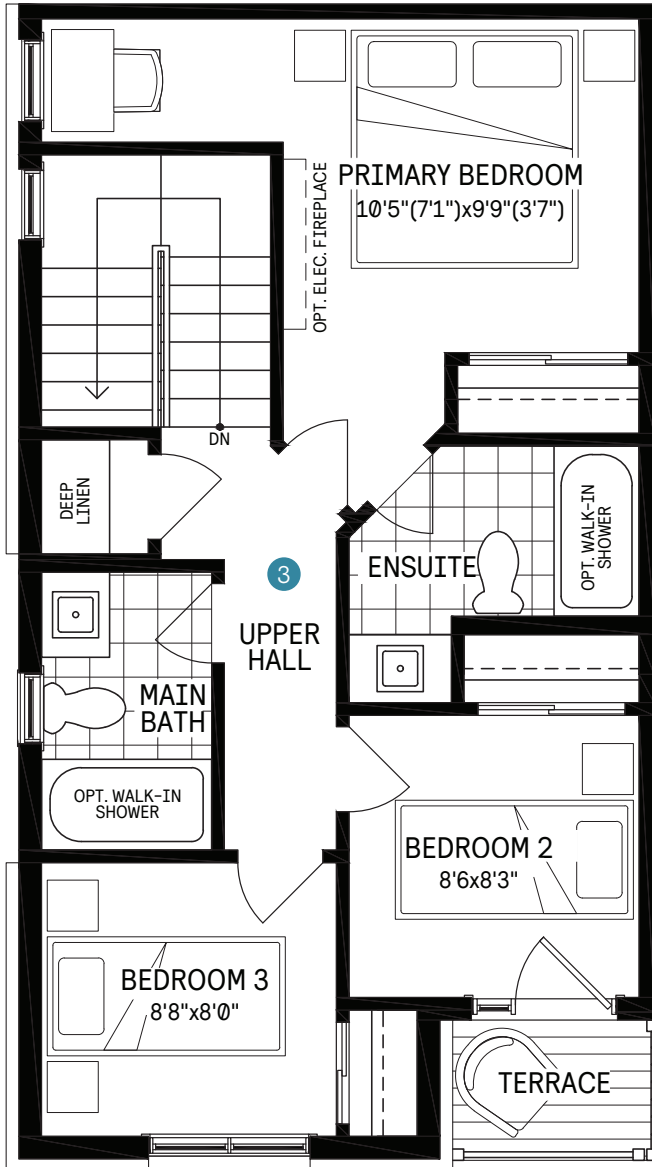 PRIMARY BEDROOM
10'5"(7'1")x9'9"(3'7")
OPT. ELEC. FIREPLACE
DN
DEEP
LINEN
3
UPPER
HALL
ENSUITE
OPT. WALK-IN
SHOWER
MAIN
BATH
OPT. WALK-IN
SHOWER
BEDROOM 2
8'6x8'3"
BEDROOM 3
8'8"x8'0"
TERRACE